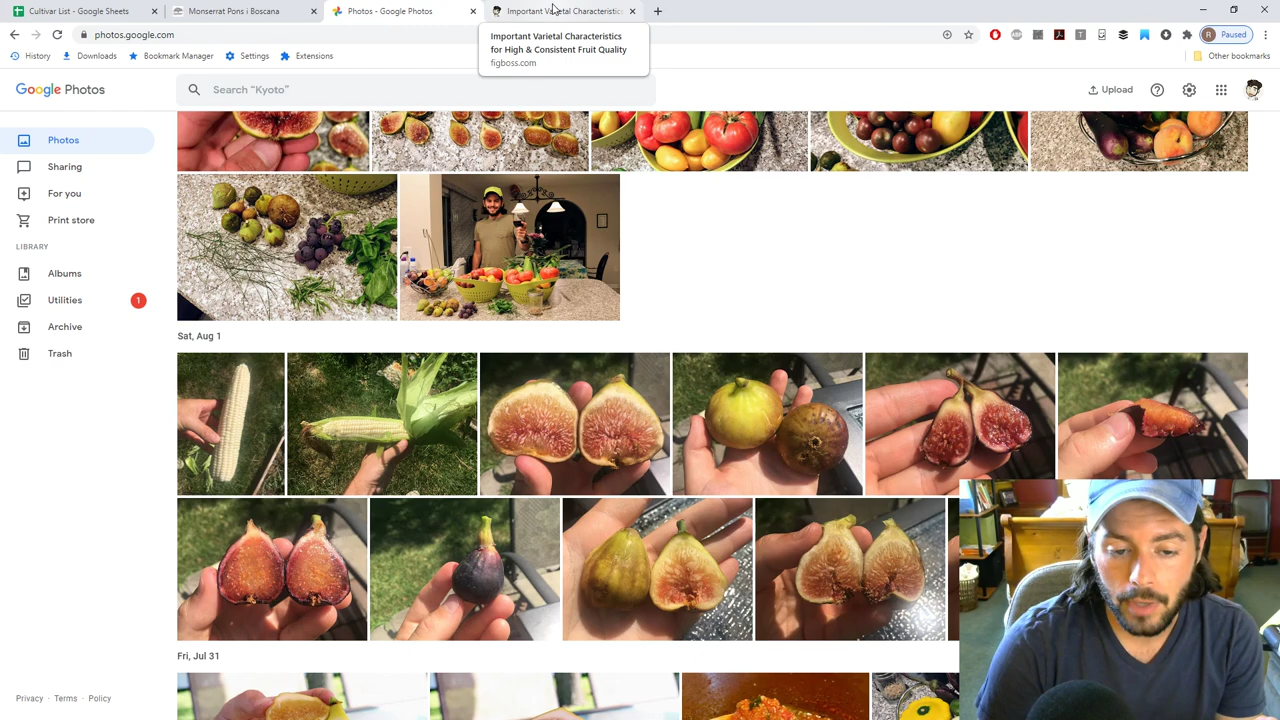 Cultivar List - Google Sheets
Monserrat Pons i Boscana
Photos - Google Photos
Important Varietal Characteristics
photos.google.com
Paused
Important Varietal Characteristics
for High & Consistent Fruit Quality
figboss.com
History
Downloads
Bookmark Manager
Settings
Extensions
Other bookmarks
Google Photos
Search “Kyoto”
Upload
Photos
Sharing
For you
Print store
LIBRARY
Albums
Utilities
1
Archive
Trash
Sat, Aug 1
Fri, Jul 31
Privacy · Terms · Policy